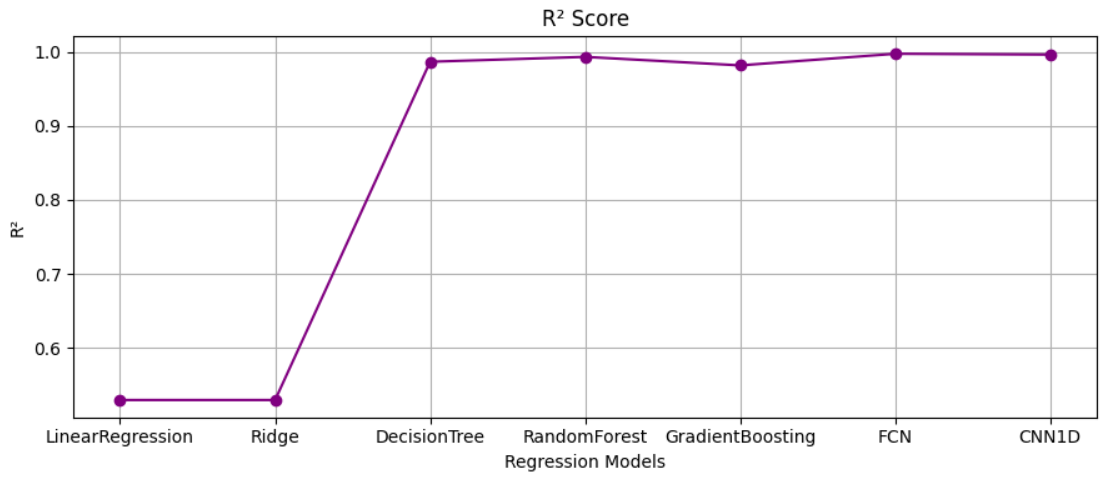 R² Score
1.0
0.9
0.8
0.7
0.6
R²
LinearRegression Ridge DecisionTree RandomForest GradientBoosting FCN CNN1D
Regression Models